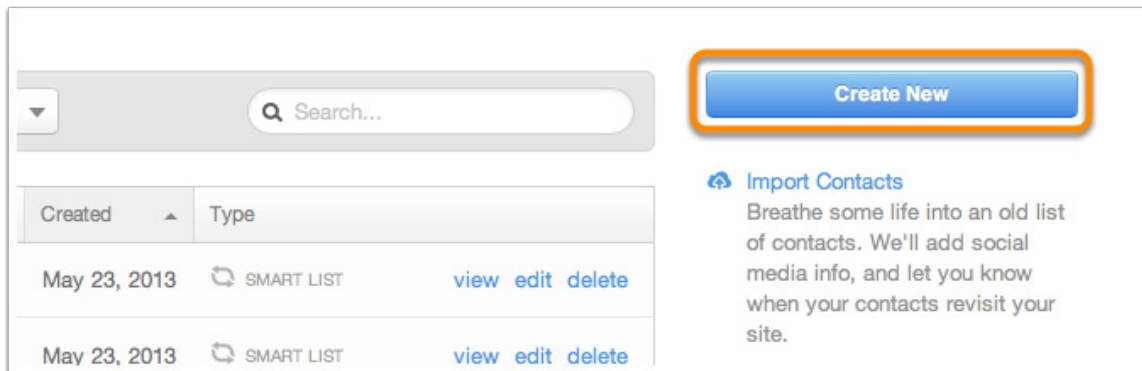 Search...
Create New
Import Contacts
Breathe some life into an old list
of contacts. We'll add social
media info, and let you know
when your contacts revisit your
site.
Created Type
May 23, 2013 SMART LIST view edit delete
May 23, 2013 SMART LIST view edit delete